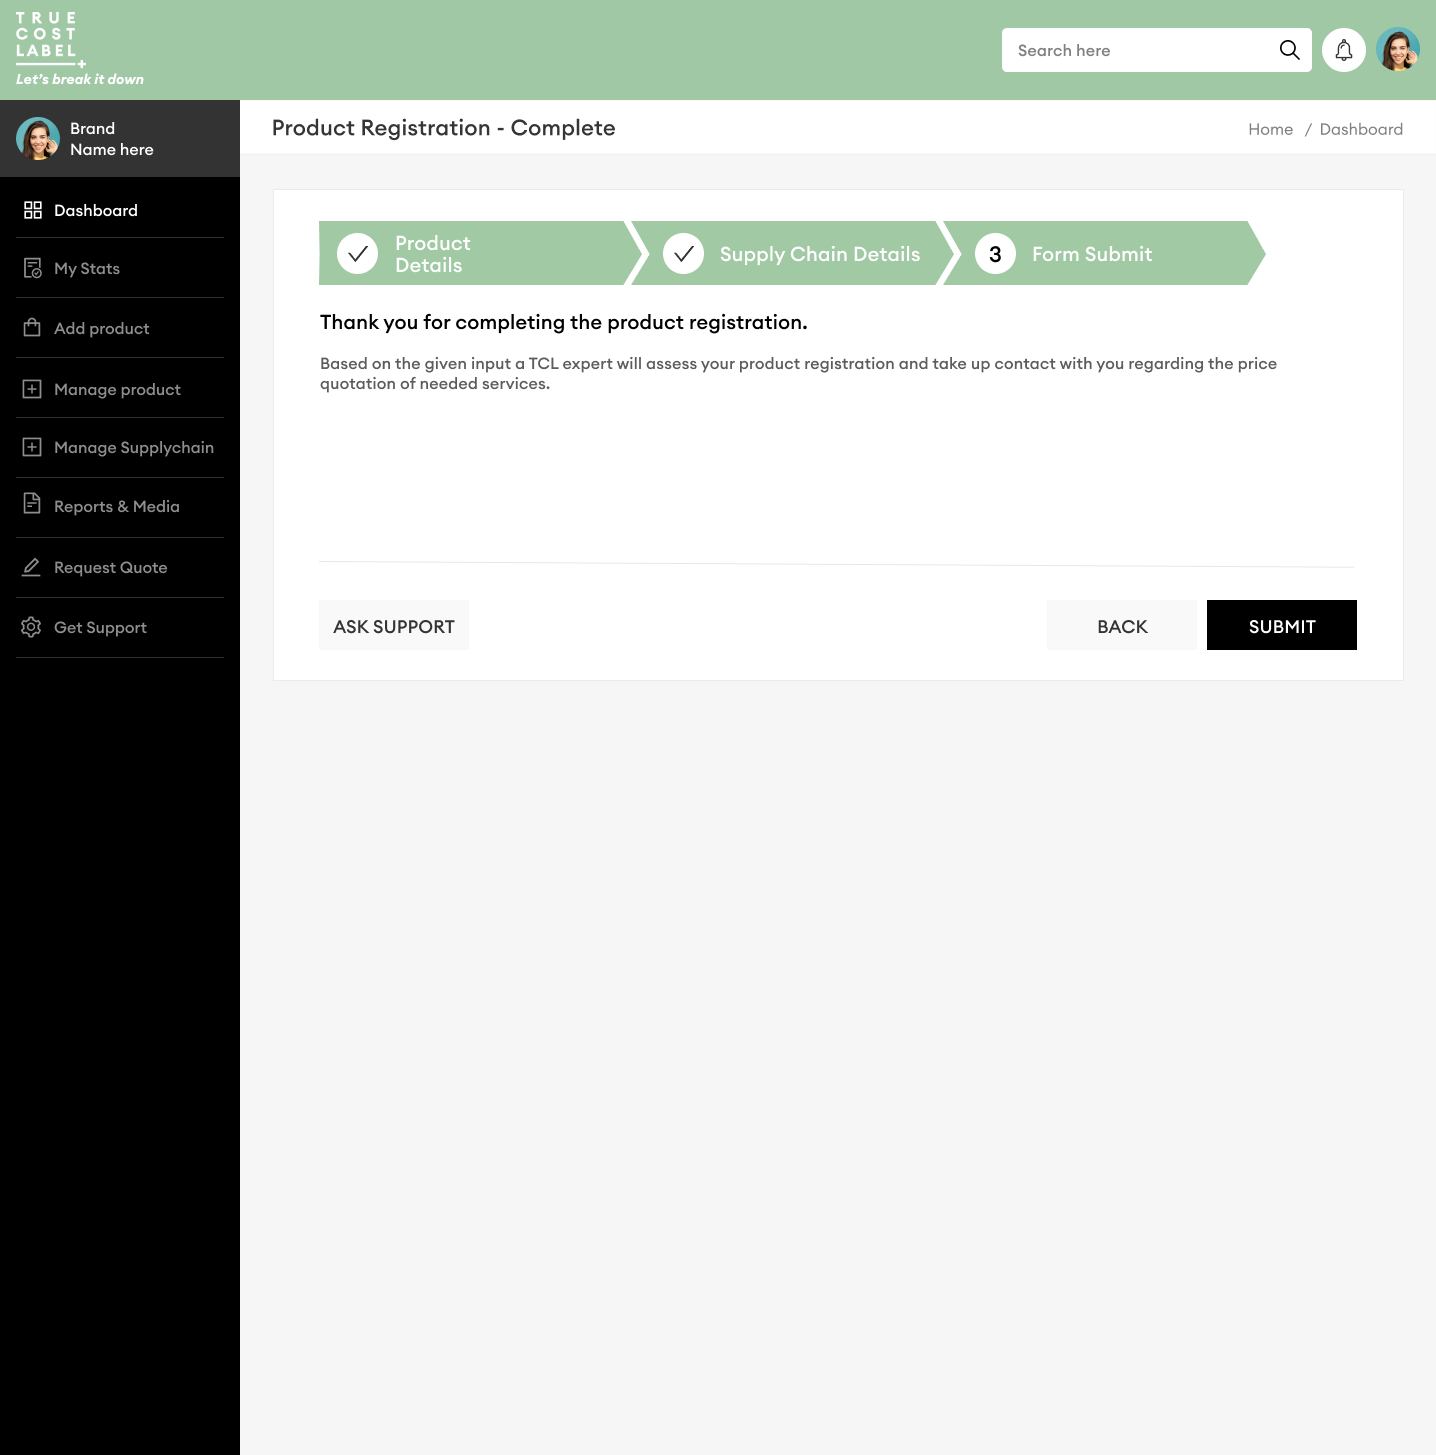 TRUE
COST
LABEL
Let's break it down
Search here
Brand
Name here
Product Registration - Complete
Home / Dashboard
Dashboard
My Stats
Add product
Manage product
Manage Supplychain
Reports & Media
Request Quote
Get Support
Product
Details
Supply Chain Details
3 Form Submit
Thank you for completing the product registration.
Based on the given input a TCL expert will assess your product registration and take up contact with you regarding the price
quotation of needed services.
ASK SUPPORT
BACK
SUBMIT